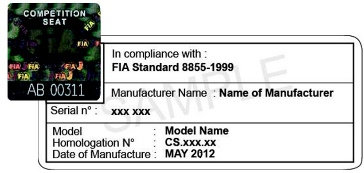 COMPETITION
SEAT
FIA
FIA
FIA
FIA
FIA
AB 00311
In compliance with :
FIA Standard 8855-1999
Manufacturer Name : Name of Manufacturer
Serial n° : xxx xxx
Model : Model Name
Homologation N° : CS.xxx.xx
Date of Manufacture : MAY 2012
SAMPLE